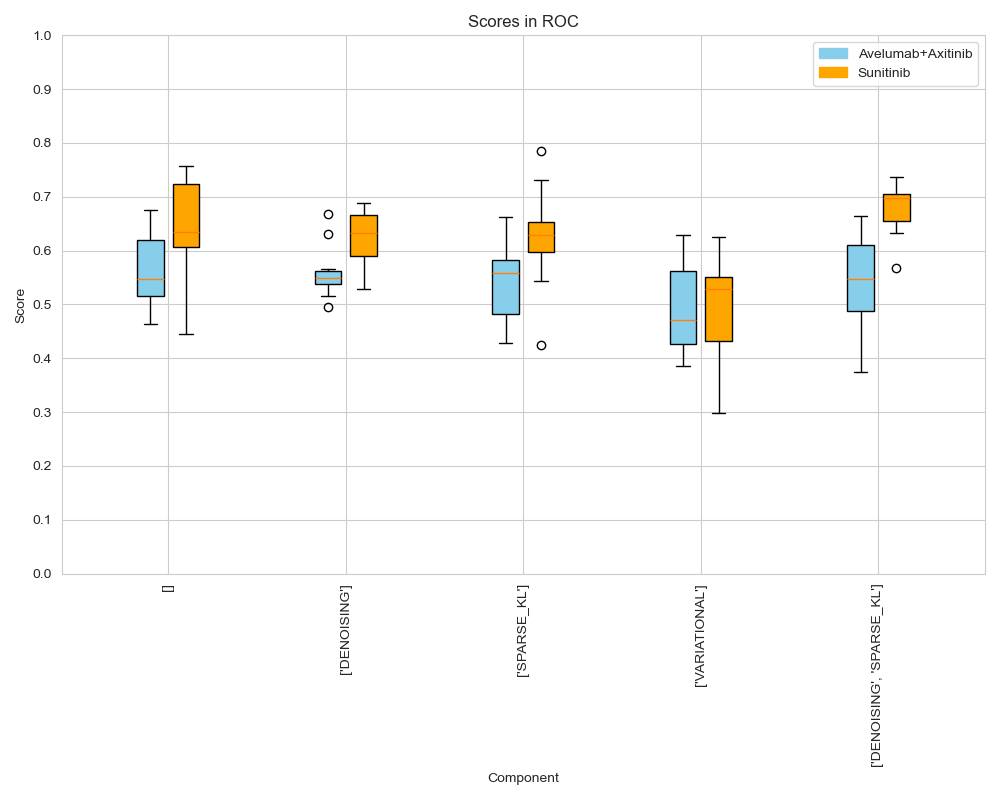 Scores in ROC
Avelumab+Axitinib
Sunitinib
1.0
0.9
0.8
0.7
0.6
0.5
0.4
0.3
0.2
0.1
0.0
Score
[]
['DENOISING']
['SPARSE_KL']
['VARIATIONAL']
['DENOISING', 'SPARSE_KL']
Component